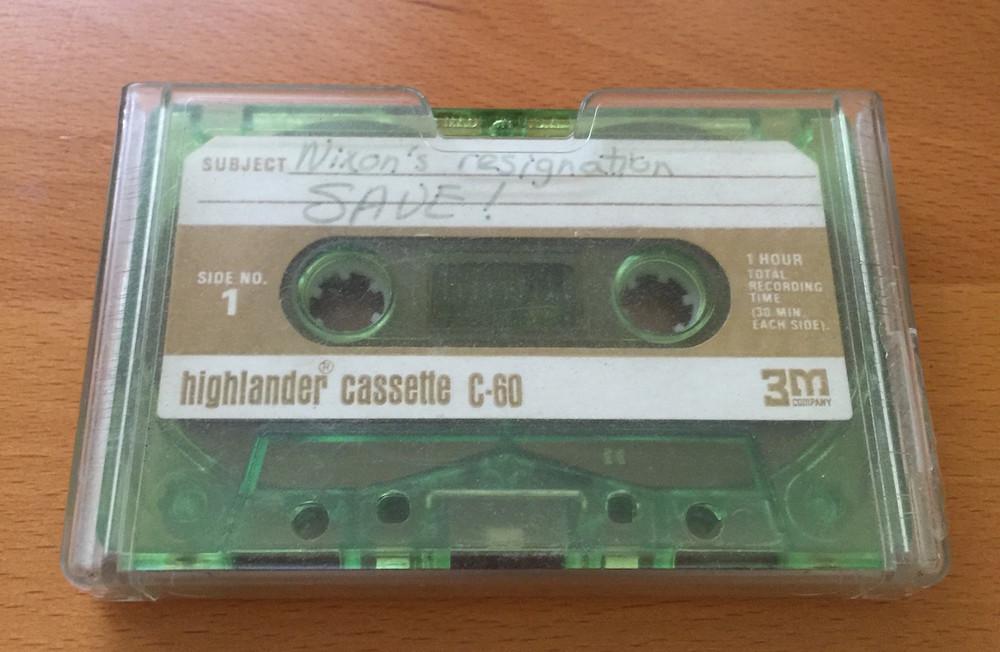 SUBJECT Nixon's resignation
SAVE!
SIDE NO.
1
1 HOUR
TOTAL
RECORDING
TIME
(30 MIN.
EACH SIDE).
highlander® cassette C-60
3M
COMPANY